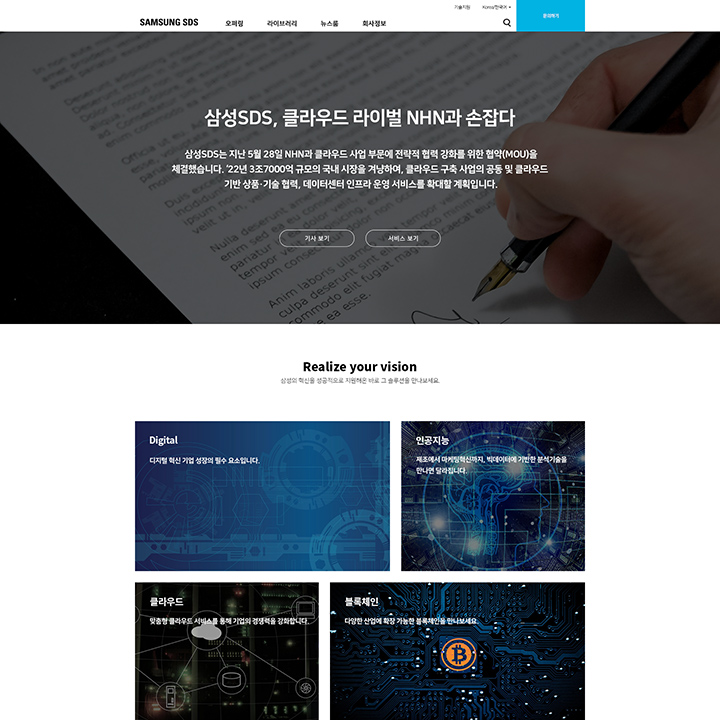 기술지원 Korea/한국어
문의하기
SAMSUNG SDS 오퍼링 라이브러리 뉴스룸 회사정보
삼성SDS, 클라우드 라이벌 NHN과 손잡다
삼성SDS는 지난 5월 28일 NHN과 클라우드 사업 부문에 전략적 협력 강화를 위한 협약(MOU)을
체결했습니다. ‘22년 3조7000억 규모의 국내 시장을 겨냥하여, 클라우드 구축 사업의 공동 및 클라우드
기반 상품·기술 협력, 데이터센터 인프라 운영 서비스를 확대할 계획입니다.
기사 보기 서비스 보기
Realize your vision
삼성의 혁신을 성공적으로 지원해온 바로 그 솔루션을 만나보세요.
Digital
디지털 혁신 기업 성장의 필수 요소입니다.
인공지능
제조에서 마케팅혁신까지, 빅데이터에 기반한 분석기술을
만나면 달라집니다.
클라우드
맞춤형 클라우드 서비스를 통해 기업의 경쟁력을 강화합니다.
블록체인
다양한 산업에 확장 가능한 블록체인을 만나보세요.